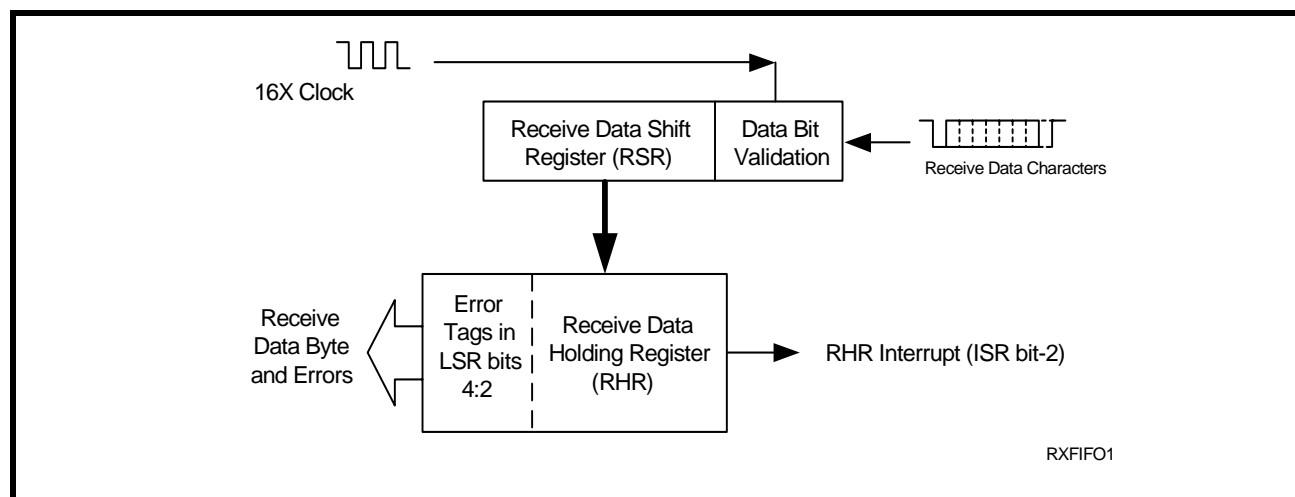 16X Clock
Receive Data Shift
Register (RSR)
Data Bit
Validation
Receive Data Characters
Receive
Data Byte
and Errors
Error
Tags in
LSR bits
4:2
Receive Data
Holding Register
(RHR)
RHR Interrupt (ISR bit-2)
RXFIFO1